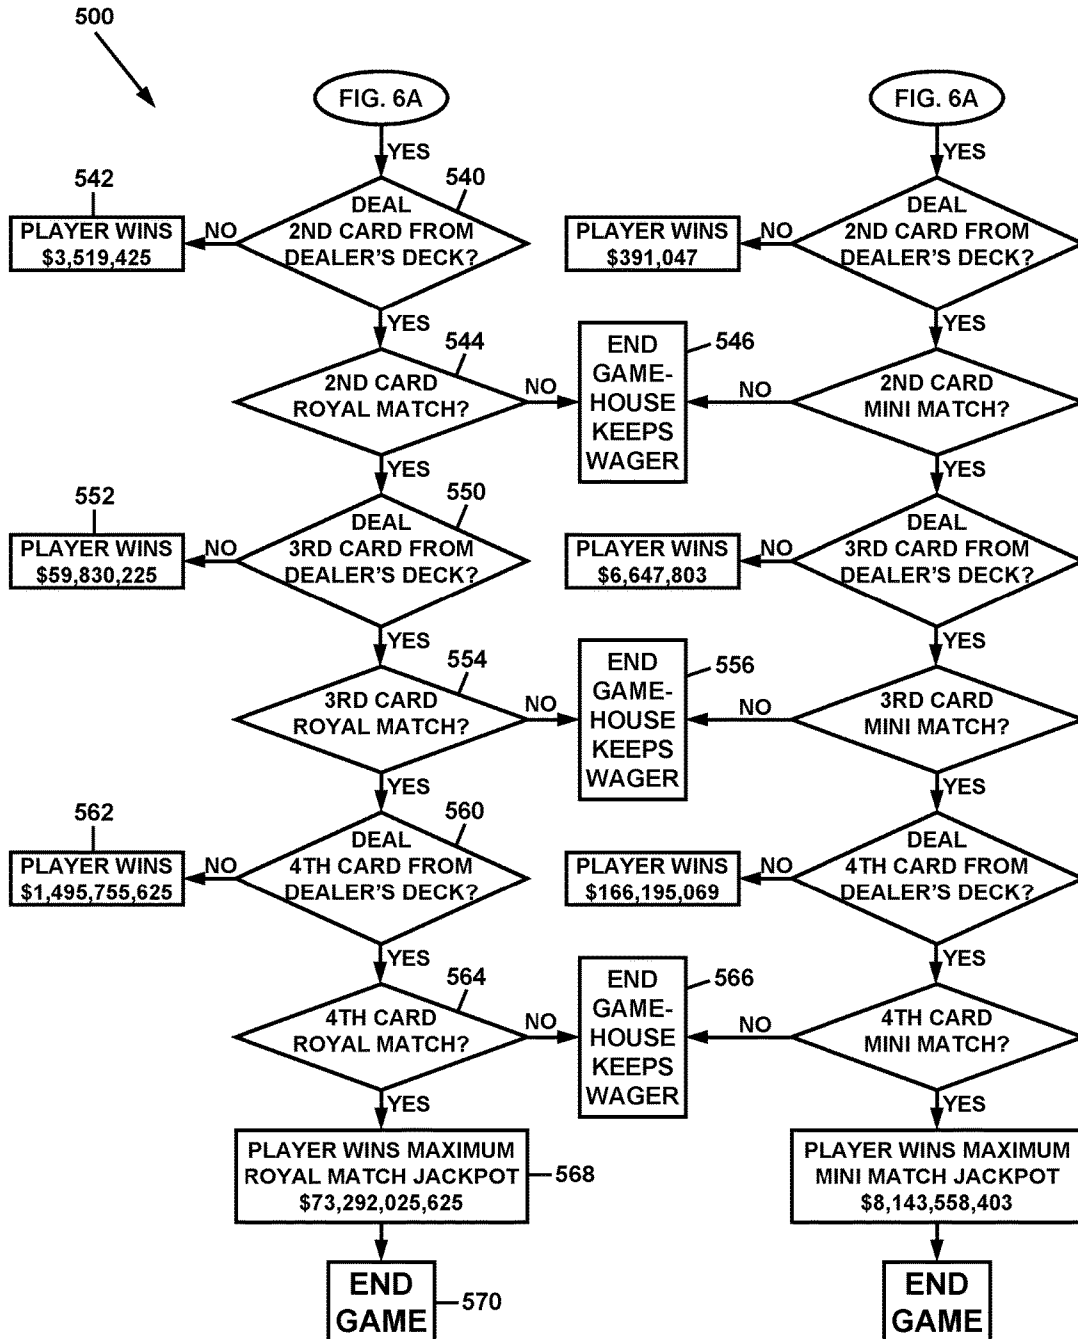 500
FIG. 6A
FIG. 6A
YES
YES
542
540
PLAYER WINS
$3,519,425
NO
DEAL
2ND CARD FROM
DEALER'S DECK?
PLAYER WINS
$391,047
NO
DEAL
2ND CARD FROM
DEALER'S DECK?
YES
YES
544
2ND CARD
ROYAL MATCH?
NO
END
GAME-
HOUSE
KEEPS
WAGER
546
NO
2ND CARD
MINI MATCH?
YES
YES
552
550
PLAYER WINS
$59,830,225
NO
DEAL
3RD CARD FROM
DEALER'S DECK?
PLAYER WINS
$6,647,803
NO
DEAL
3RD CARD FROM
DEALER'S DECK?
YES
YES
554
3RD CARD
ROYAL MATCH?
NO
END
GAME-
HOUSE
KEEPS
WAGER
556
NO
3RD CARD
MINI MATCH?
YES
YES
562
560
PLAYER WINS
$1,495,755,625
NO
DEAL
4TH CARD FROM
DEALER'S DECK?
PLAYER WINS
$166,195,069
NO
DEAL
4TH CARD FROM
DEALER'S DECK?
YES
YES
564
4TH CARD
ROYAL MATCH?
NO
END
GAME-
HOUSE
KEEPS
WAGER
566
NO
4TH CARD
MINI MATCH?
YES
YES
PLAYER WINS MAXIMUM
ROYAL MATCH JACKPOT
$73,292,025,625
568
PLAYER WINS MAXIMUM
MINI MATCH JACKPOT
$8,143,558,403
END
GAME
570
END
GAME